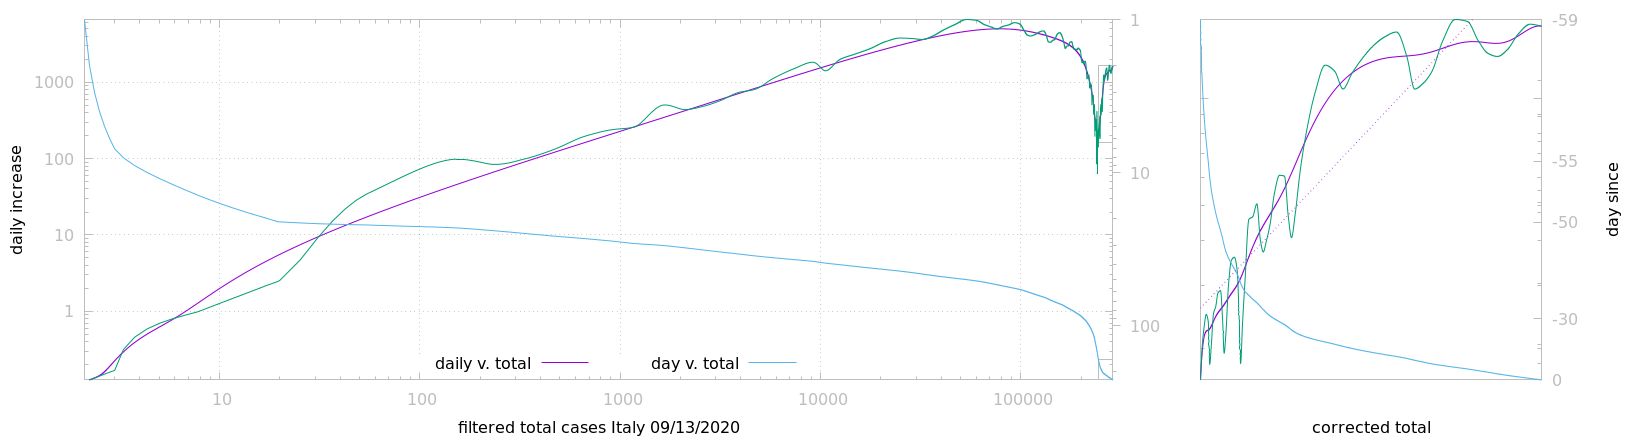 1 -59
1000
daily increase
100 10 -55
day since
10 -50
1 100 -30
daily v. total day v. total
0
10 100 1000 10000 100000
filtered total cases Italy 09/13/2020 corrected total